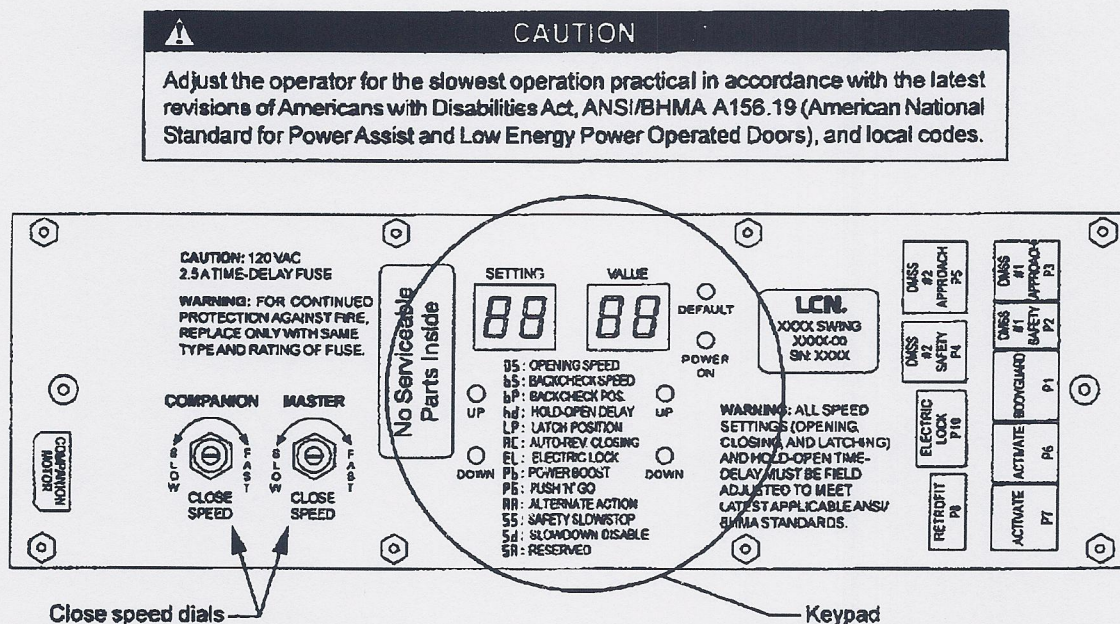 CAUTION
Adjust the operator for the slowest operation practical in accordance with the latest
revisions of Americans with Disabilities Act, ANSI/BHMA A156.19 (American National
Standard for Power Assist and Low Energy Power Operated Doors), and local codes.
CAUTION: 120 VAC
2.5 A TIME-DELAY FUSE
WARNING: FOR CONTINUED
PROTECTION AGAINST FIRE,
REPLACE ONLY WITH SAME
TYPE AND RATING OF FUSE.
COMPANION
MASTER
SLOW
FAST
SLOW
FAST
CLOSE
SPEED
CLOSE
SPEED
COMPANION
MOTOR
No Serviceable
Parts Inside
SETTING
VALUE
88
88
DEFAULT
POWER
ON
UP
DOWN
UP
DOWN
OS: OPENING SPEED
bS: BACKCHECK SPEED
bP: BACKCHECK POS.
hd: HOLD-OPEN DELAY
LP: LATCH POSITION
AC: AUTO-REV. CLOSING
EL: ELECTRIC LOCK
Pb: POWER BOOST
PG: PUSH 'N' GO
AA: ALTERNATE ACTION
SS: SAFETY SLOW/STOP
Sd: SLOWDOWN DISABLE
SA: RESERVED
LCN.
XXXX SWING
XXXX-00
SN: XXXX
WARNING: ALL SPEED
SETTINGS (OPENING,
CLOSING, AND LATCHING)
AND HOLD-OPEN TIME-
DELAY MUST BE FIELD
ADJUSTED TO MEET
LATEST APPLICABLE ANSI/
BHMA STANDARDS.
DMSS
#2
APPROACH
P5
DMSS
#2
SAFETY
P4
ELECTRIC
LOCK
P10
RETROFIT
P8
DMSS
#1
APPROACH
P3
DMSS
#1
SAFETY
P2
BODYGUARD
P1
ACTIVATE
P6
ACTIVATE
P7
Close speed dials
Keypad